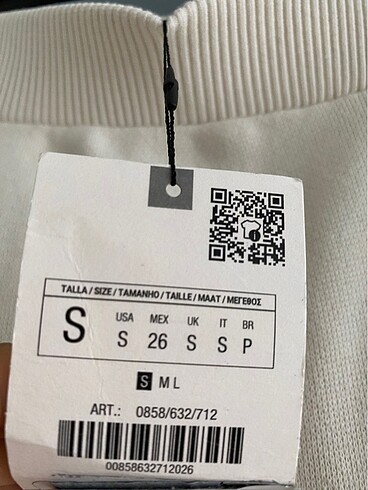 TALLA / SIZE / TAMANHO / TAILLE / MAAT / ΜΕΓΕΘΟΣ
S
USA MEX UK IT BR
S 26 S S P
S M L
ART.: 0858/632/712
00858632712026